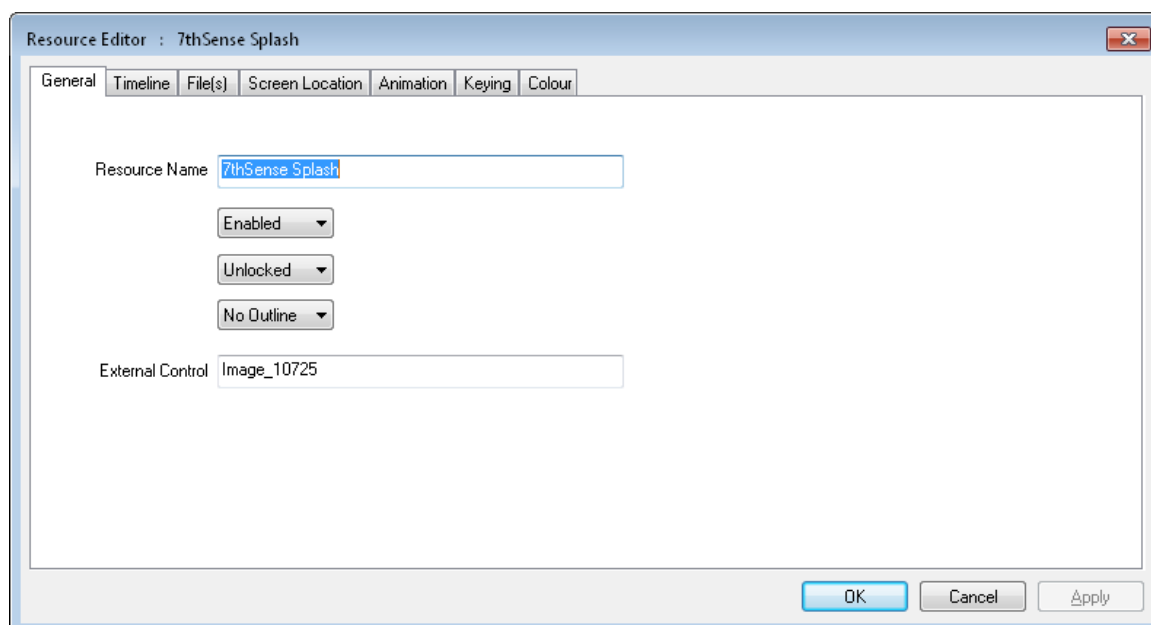 Resource Editor : 7thSense Splash
General Timeline File(s) Screen Location Animation Keying Colour
Resource Name 7thSense Splash
Enabled
Unlocked
No Outline
External Control Image_10725
OK Cancel Apply